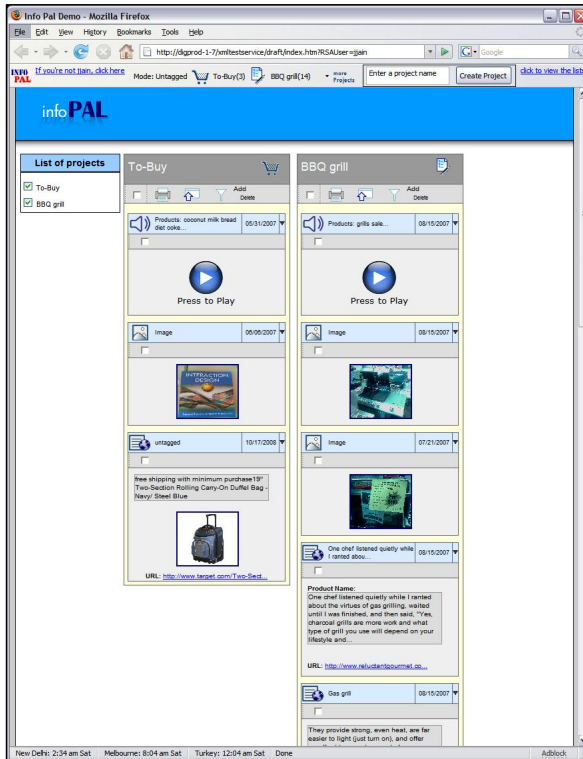 Info Pal Demo - Mozilla Firefox
File Edit View History Bookmarks Tools Help
http://digprod-1-7/xmltestservice/draft/index.htm?RSAUser=jjain
Google
INFO PAL
If you're not jjain, click here
Mode: Untagged
To-Buy(3)
BBQ grill(14)
more Projects
Enter a project name
Create Project
click to view the lists
info PAL
List of projects
To-Buy
BBQ grill
To-Buy
Add
Delete
Products: coconut milk bread
diet coke...
05/31/2007
Press to Play
Image
06/06/2007
INTERACTION
DESIGN
untagged
10/17/2008
free shipping with minimum purchase19"
Two-Section Rolling Carry-On Duffel Bag -
Navy/ Steel Blue
URL: http://www.target.com/Two-Sect...
BBQ grill
Add
Delete
Products: grills sale...
08/15/2007
Press to Play
Image
08/15/2007
Image
07/21/2007
One chef listened quietly while
I ranted abou...
08/15/2007
Product Name:
One chef listened quietly while I ranted
about the virtues of gas grilling, waited
until I was finished, and then said, "Yes,
charcoal grills are more work and what
type of grill you use will depend on your
lifestyle and...
URL: http://www.reluctantgourmet.co...
Gas grill
08/15/2007
They provide strong, even heat, are far
easier to light (just turn on), and offer
New Delhi: 2:34 am Sat Melbourne: 8:04 am Sat Turkey: 12:04 am Sat Done
Adblock